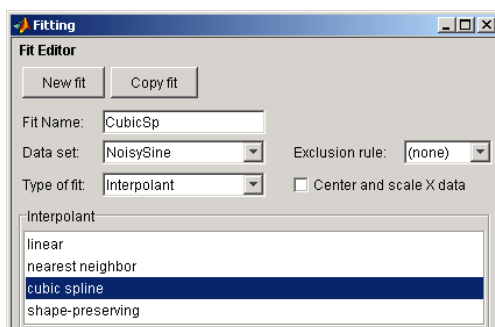 Fitting
Fit Editor
New fit Copy fit
Fit Name: CubicSp
Data set: NoisySine Exclusion rule: (none)
Type of fit: Interpolant Center and scale X data
Interpolant
linear
nearest neighbor
cubic spline
shape-preserving